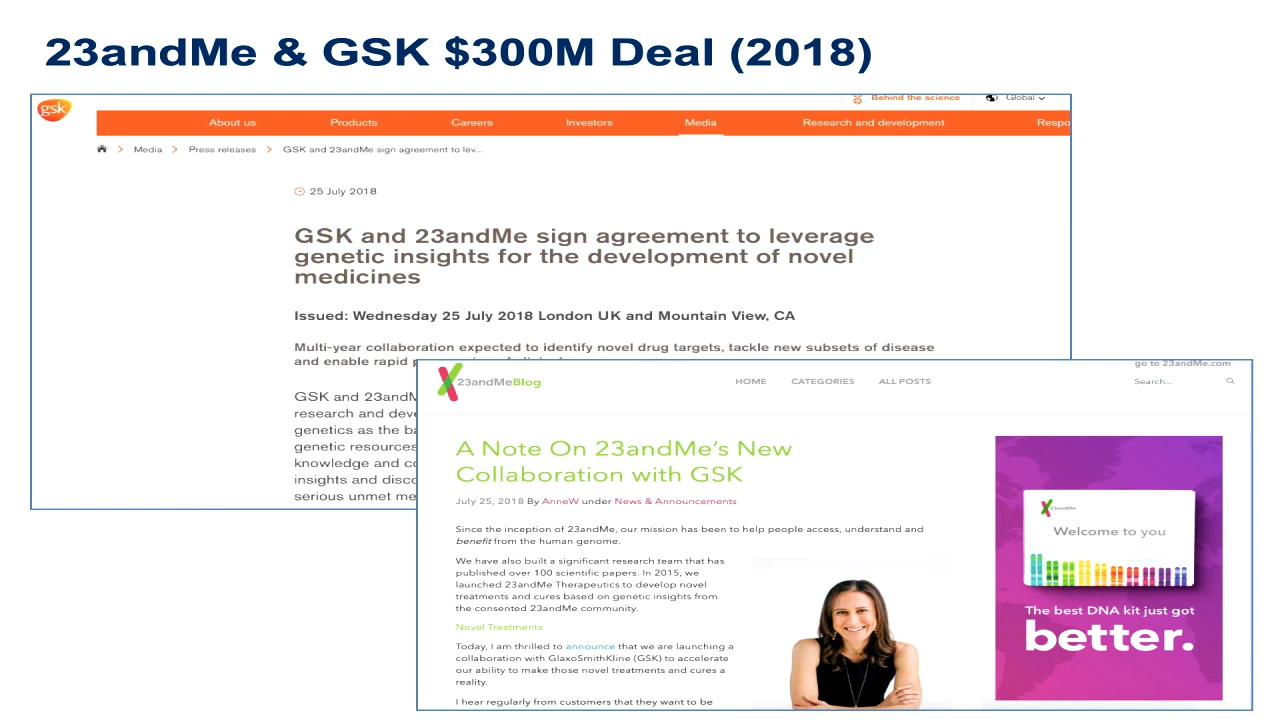 23andMe & GSK $300M Deal (2018)
gsk
Behind the science
Global
About us
Products
Careers
Investors
Media
Research and development
Respo
Media > Press releases > GSK and 23andMe sign agreement to lev...
25 July 2018
GSK and 23andMe sign agreement to leverage
genetic insights for the development of novel
medicines
Issued: Wednesday 25 July 2018 London UK and Mountain View, CA
Multi-year collaboration expected to identify novel drug targets, tackle new subsets of disease
and enable rapid
GSK and 23andM
research and deve
genetics as the ba
genetic resources
knowledge and co
insights and disco
serious unmet me
23andMeBlog
HOME
CATEGORIES
ALL POSTS
go to 23andMe.com
Search...
A Note On 23andMe's New
Collaboration with GSK
July 25, 2018 By AnneW under News & Announcements
Since the inception of 23andMe, our mission has been to help people access, understand and
benefit from the human genome.
We have also built a significant research team that has
published over 100 scientific papers. In 2015, we
launched 23andMe Therapeutics to develop novel
treatments and cures based on genetic insights from
the consented 23andMe community.
Novel Treatments
Today, I am thrilled to announce that we are launching a
collaboration with GlaxoSmithKline (GSK) to accelerate
our ability to make those novel treatments and cures a
reality.
I hear regularly from customers that they want to be
23andMe
Welcome to you
The best DNA kit just got
better.